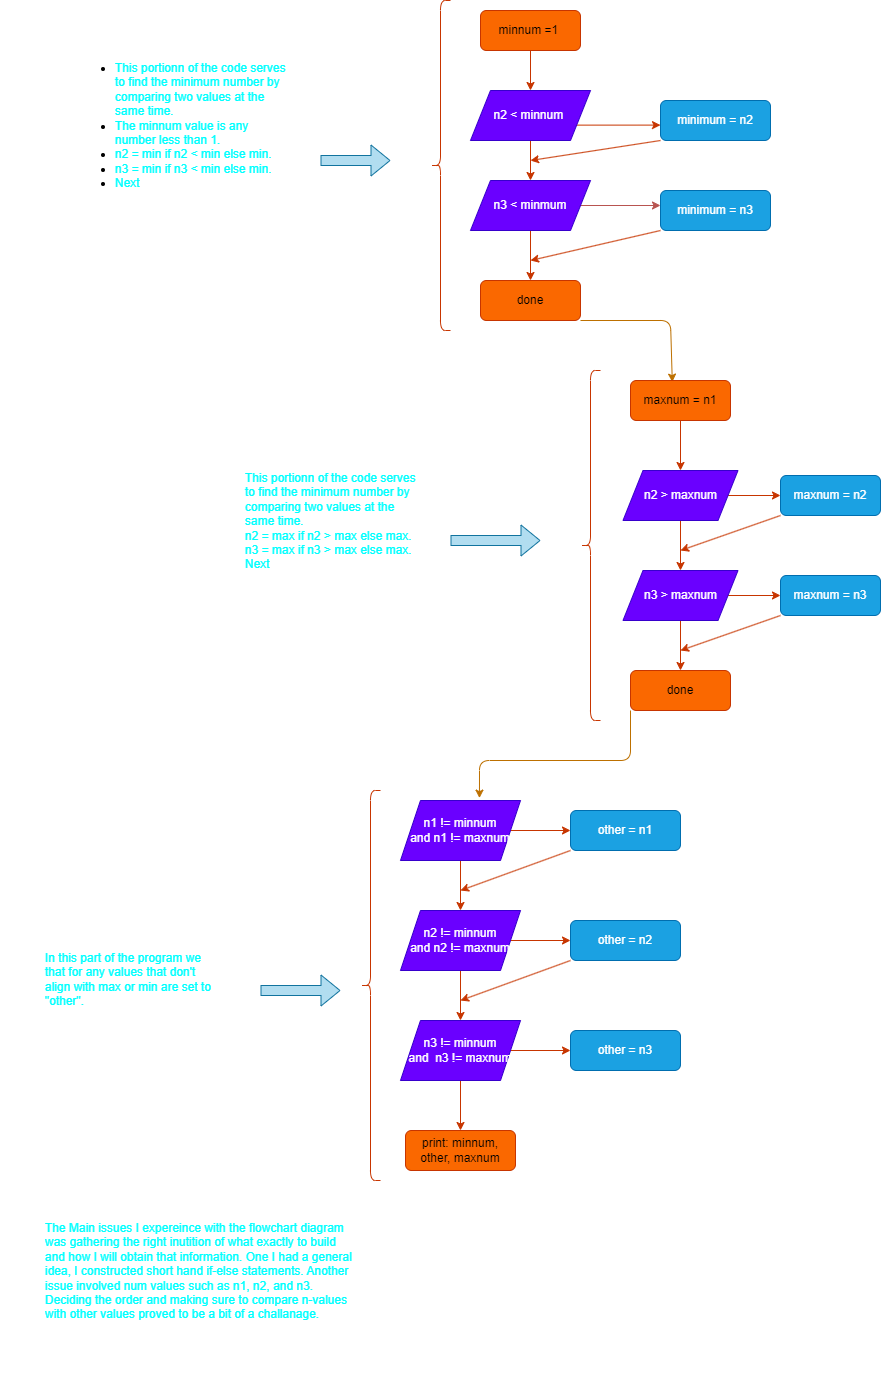 minnum =1
This portionn of the code serves
to find the minimum number by
comparing two values at the
same time.
The minnum value is any
number less than 1.
n2 = min if n2 < min else min.
n3 = min if n3 < min else min.
Next
n2 < minnum
minimum = n2
n3 < minmum
minimum = n3
done
maxnum = n1
This portionn of the code serves
to find the minimum number by
comparing two values at the
same time.
n2 = max if n2 > max else max.
n3 = max if n3 > max else max.
Next
n2 > maxnum
maxnum = n2
n3 > maxnum
maxnum = n3
done
n1 != minnum
and n1 != maxnum
other = n1
n2 != minnum
and n2 != maxnum
other = n2
In this part of the program we
that for any values that don't
align with max or min are set to
"other".
n3 != minnum
and n3 != maxnum
other = n3
print: minnum,
other, maxnum
The Main issues I expereince with the flowchart diagram
was gathering the right inutition of what exactly to build
and how I will obtain that information. One I had a general
idea, I constructed short hand if-else statements. Another
issue involved num values such as n1, n2, and n3.
Deciding the order and making sure to compare n-values
with other values proved to be a bit of a challanage.